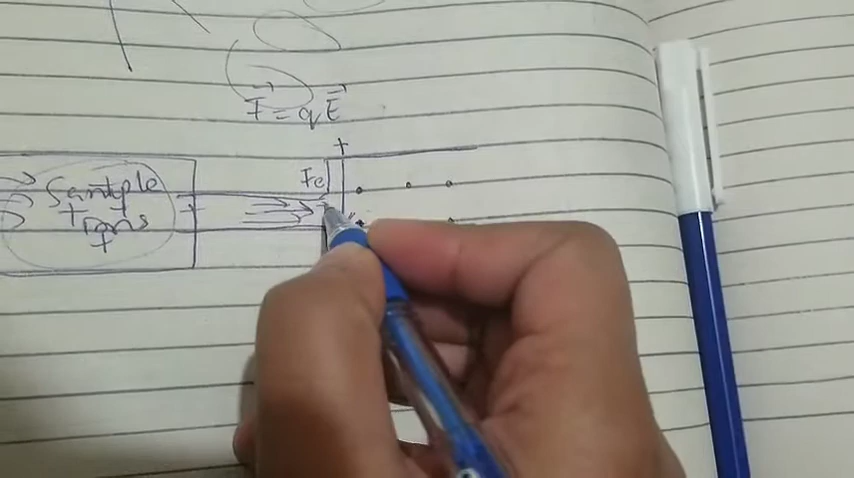 F = qE
+
Sample Fe
+ Ions +
+